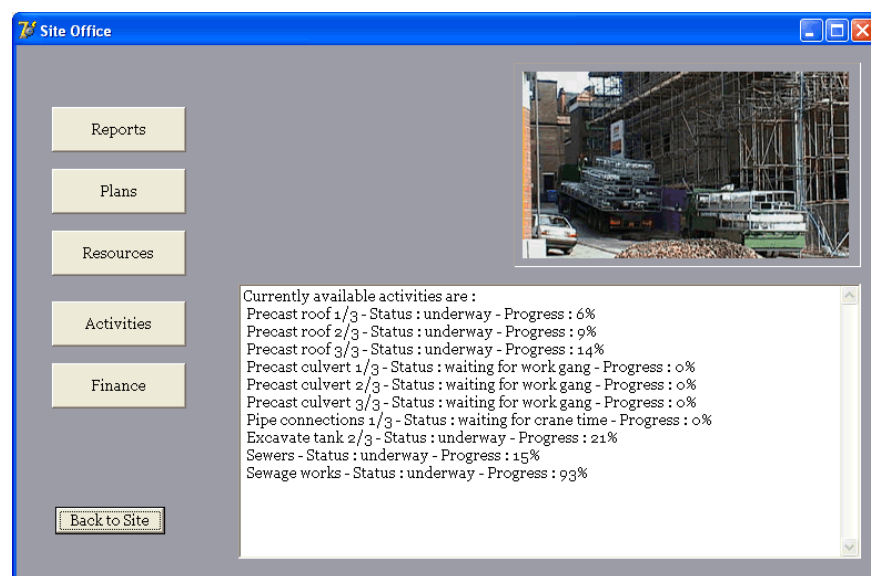 Site Office
Reports
Plans
Resources
Activities
Finance
Back to Site
Currently available activities are :
Precast roof 1/3 - Status : underway - Progress : 6%
Precast roof 2/3 - Status : underway - Progress : 9%
Precast roof 3/3 - Status : underway - Progress : 14%
Precast culvert 1/3 - Status : waiting for work gang - Progress : 0%
Precast culvert 2/3 - Status : waiting for work gang - Progress : 0%
Precast culvert 3/3 - Status : waiting for work gang - Progress : 0%
Pipe connections 1/3 - Status : waiting for crane time - Progress : 0%
Excavate tank 2/3 - Status : underway - Progress : 21%
Sewers - Status : underway - Progress : 15%
Sewage works - Status : underway - Progress : 93%